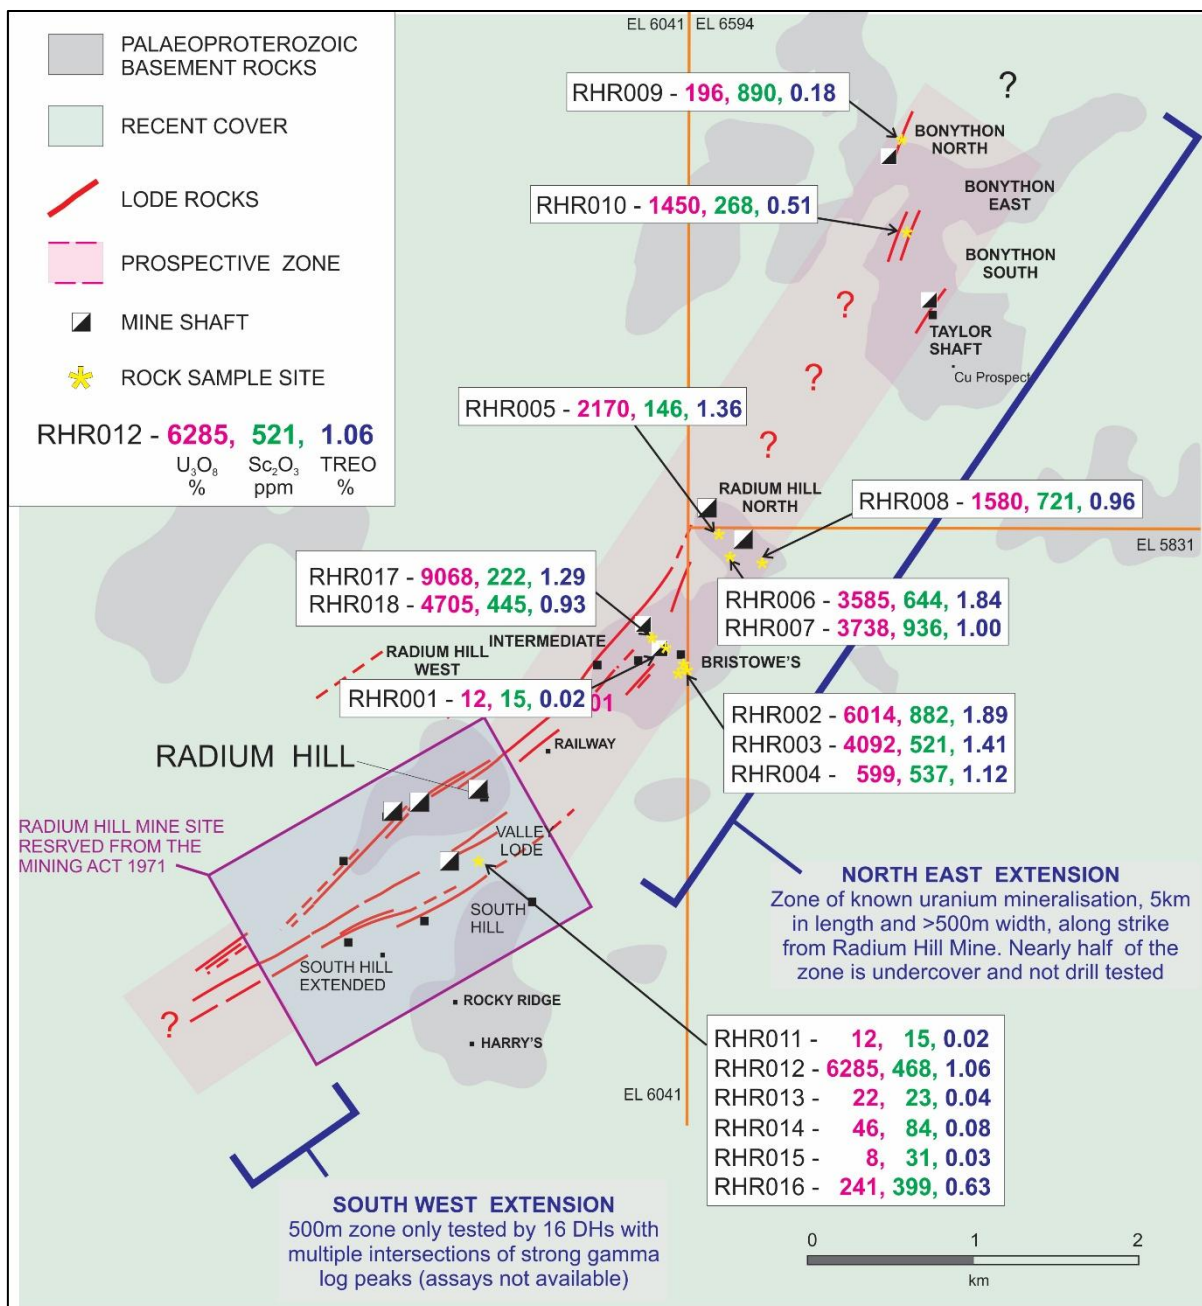 PALAEOPROTEROZOIC
BASEMENT ROCKS
RECENT COVER
LODE ROCKS
PROSPECTIVE ZONE
MINE SHAFT
ROCK SAMPLE SITE
RHR012 - 6285, 521, 1.06
U₃O₈ Sc₂O₃ TREO
% ppm %
EL 6041 EL 6594
RHR009 - 196, 890, 0.18
?
BONYTHON
NORTH
BONYTHON
EAST
RHR010 - 1450, 268, 0.51
BONYTHON
SOUTH
?
TAYLOR
SHAFT
Cu Prospect
?
RHR005 - 2170, 146, 1.36
?
RADIUM HILL
NORTH
RHR008 - 1580, 721, 0.96
EL 5831
RHR017 - 9068, 222, 1.29
RHR018 - 4705, 445, 0.93
RHR006 - 3585, 644, 1.84
RHR007 - 3738, 936, 1.00
INTERMEDIATE
RADIUM HILL
WEST
BRISTOWE'S
RHR001 - 12, 15, 0.02
01
RHR002 - 6014, 882, 1.89
RHR003 - 4092, 521, 1.41
RHR004 - 599, 537, 1.12
RAILWAY
RADIUM HILL
RADIUM HILL MINE SITE
RESRVED FROM THE
MINING ACT 1971
VALLEY
LODE
SOUTH
HILL
SOUTH HILL
EXTENDED
ROCKY RIDGE
HARRY'S
?
NORTH EAST EXTENSION
Zone of known uranium mineralisation, 5km
in length and >500m width, along strike
from Radium Hill Mine. Nearly half of the
zone is undercover and not drill tested
RHR011 - 12, 15, 0.02
RHR012 - 6285, 468, 1.06
RHR013 - 22, 23, 0.04
RHR014 - 46, 84, 0.08
RHR015 - 8, 31, 0.03
RHR016 - 241, 399, 0.63
EL 6041
SOUTH WEST EXTENSION
500m zone only tested by 16 DHs with
multiple intersections of strong gamma
log peaks (assays not available)
0 1 2
km